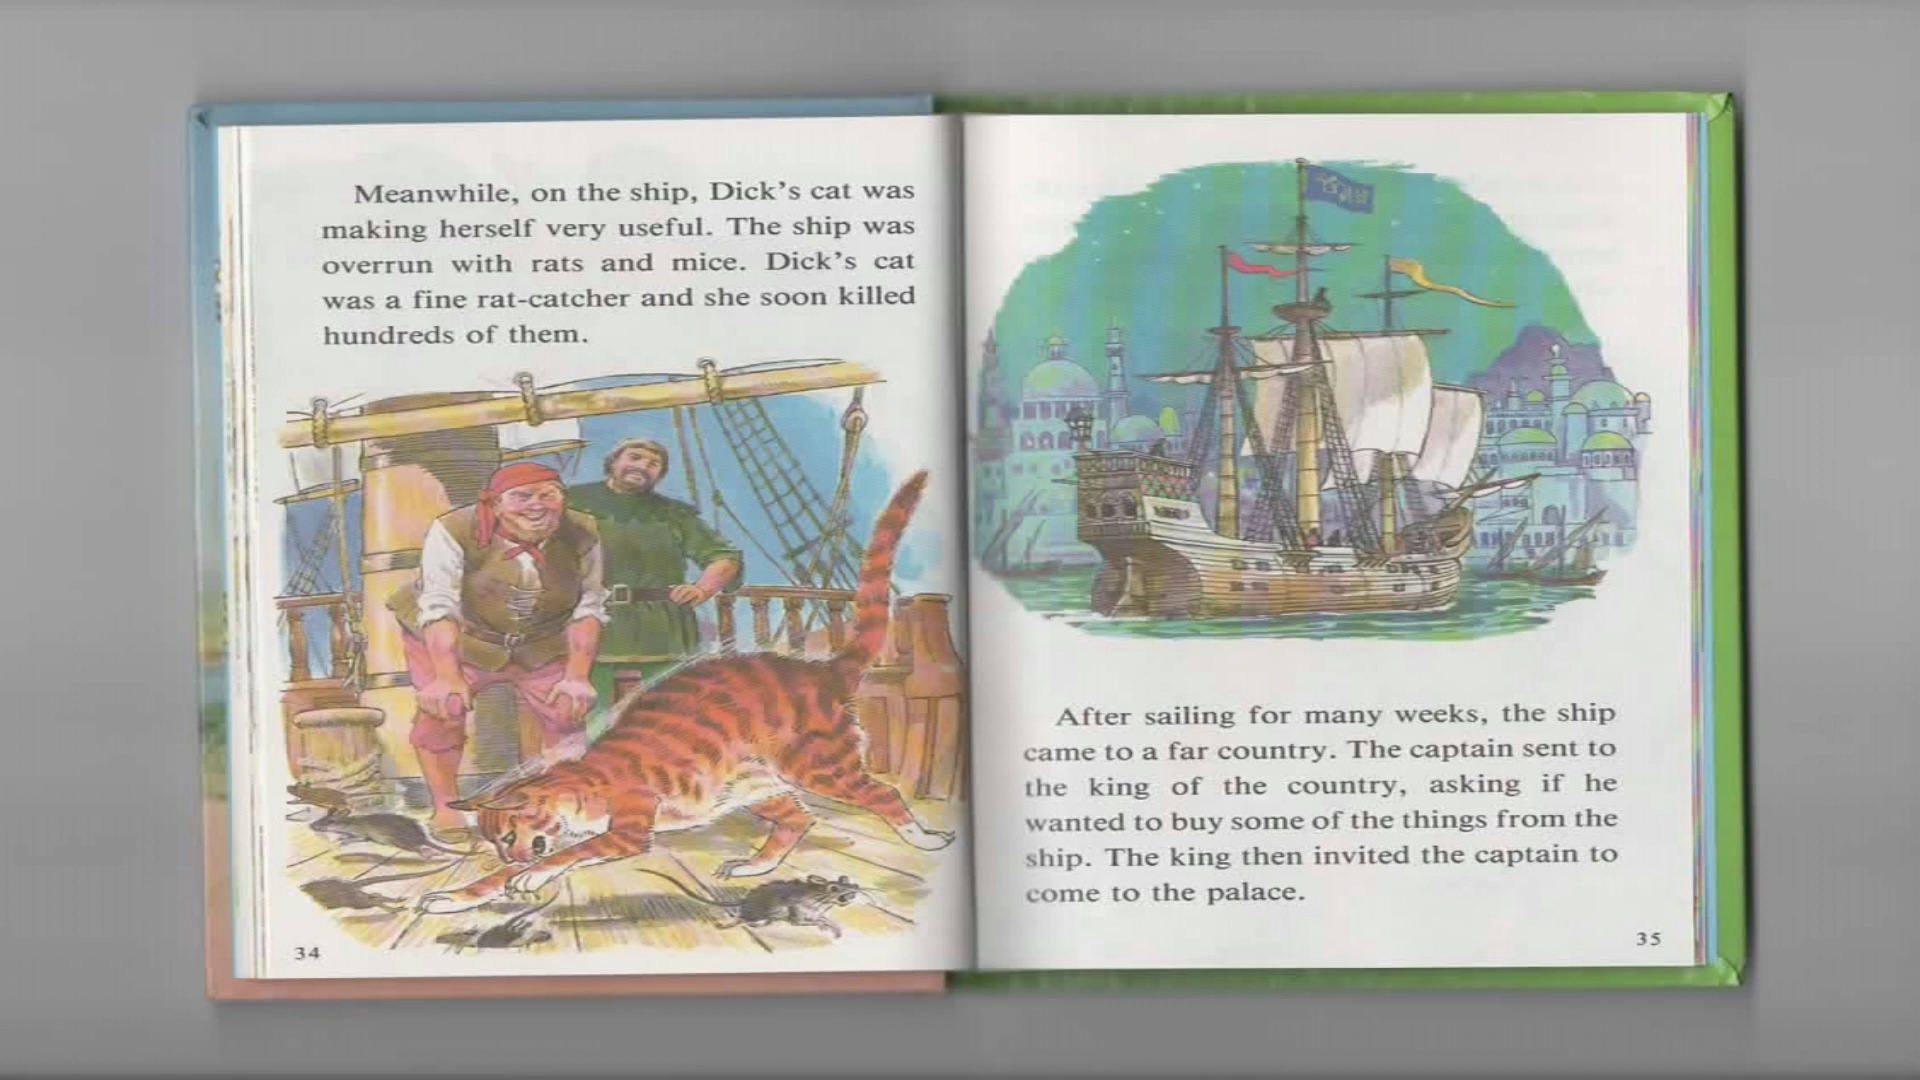 Meanwhile, on the ship, Dick's cat was
making herself very useful. The ship was
overrun with rats and mice. Dick's cat
was a fine rat-catcher and she soon killed
hundreds of them.
34
After sailing for many weeks, the ship
came to a far country. The captain sent to
the king of the country, asking if he
wanted to buy some of the things from the
ship. The king then invited the captain to
come to the palace.
35